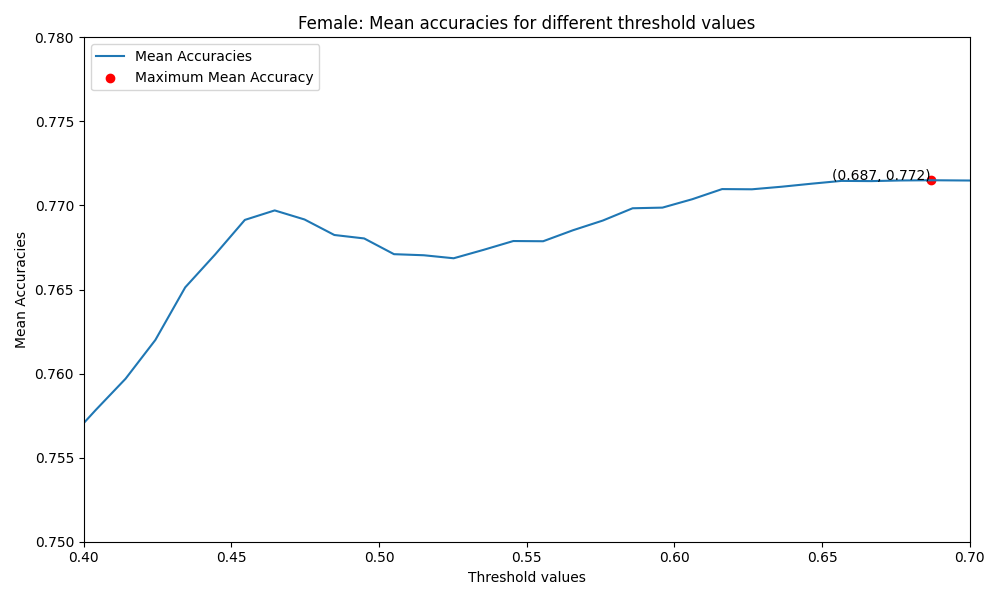 Female: Mean accuracies for different threshold values
Mean Accuracies
Maximum Mean Accuracy
(0.687, 0.772)
0.780
0.775
0.770
0.765
0.760
0.755
0.750
Mean Accuracies
0.40 0.45 0.50 0.55 0.60 0.65 0.70
Threshold values